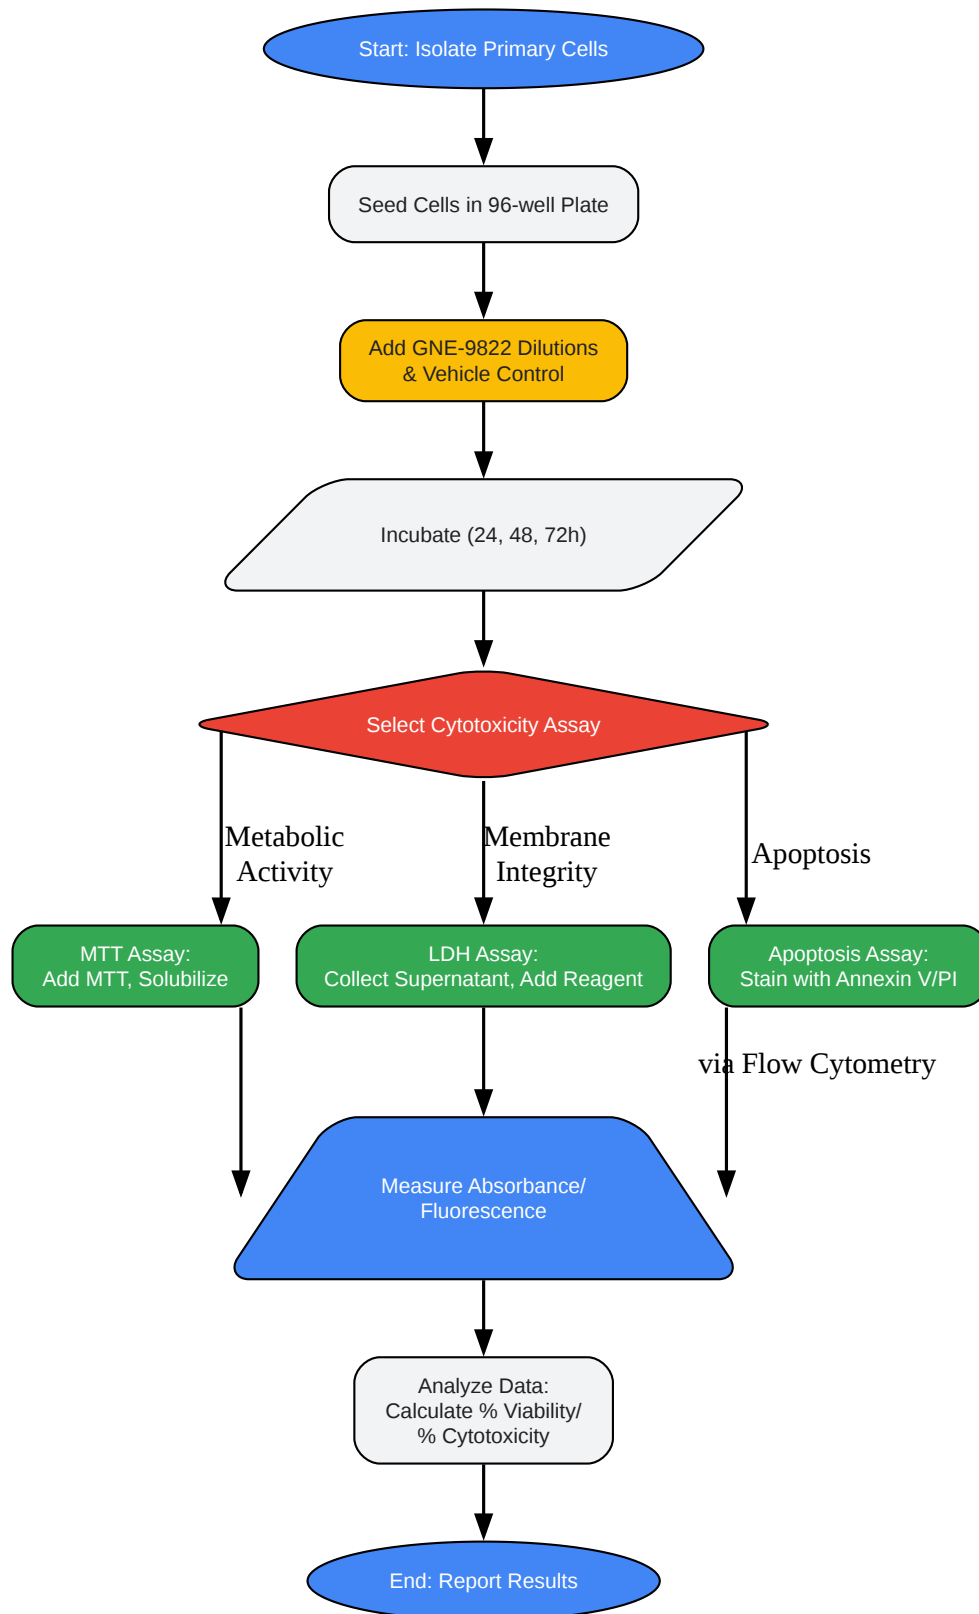 Start: Isolate Primary Cells
Seed Cells in 96-well Plate
Add GNE-9822 Dilutions
& Vehicle Control
Incubate (24, 48, 72h)
Select Cytotoxicity Assay
Metabolic
Activity
Membrane
Integrity
Apoptosis
MTT Assay:
Add MTT, Solubilize
LDH Assay:
Collect Supernatant, Add Reagent
Apoptosis Assay:
Stain with Annexin V/PI
via Flow Cytometry
Measure Absorbance/
Fluorescence
Analyze Data:
Calculate % Viability/
% Cytotoxicity
End: Report Results